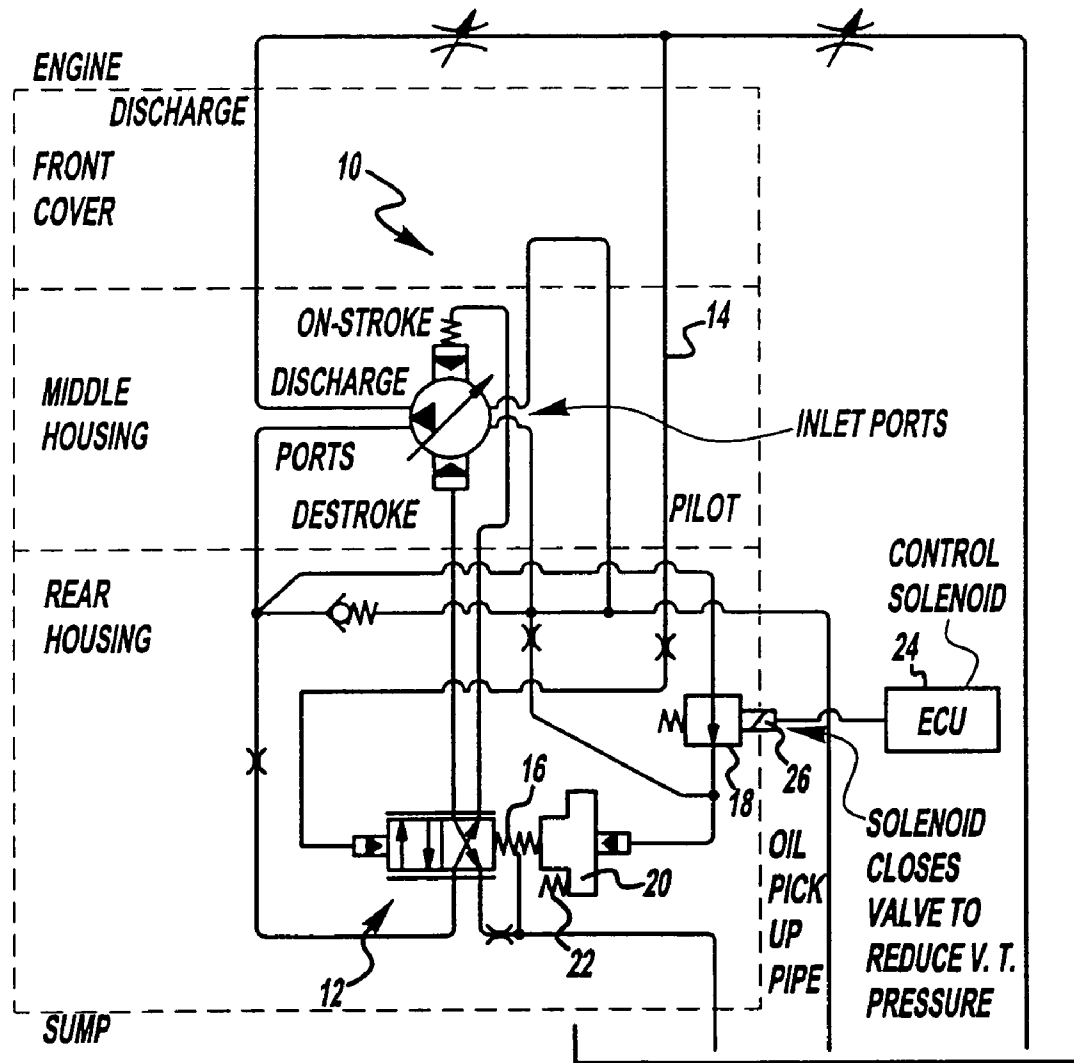 ENGINE
DISCHARGE
FRONT
COVER
10
ON-STROKE
14
DISCHARGE
MIDDLE
HOUSING
INLET PORTS
PORTS
DESTROKE
PILOT
REAR
HOUSING
CONTROL
SOLENOID
24
ECU
16
18
26
20
22
12
OIL
PICK
UP
PIPE
SOLENOID
CLOSES
VALVE TO
REDUCE V. T.
PRESSURE
SUMP